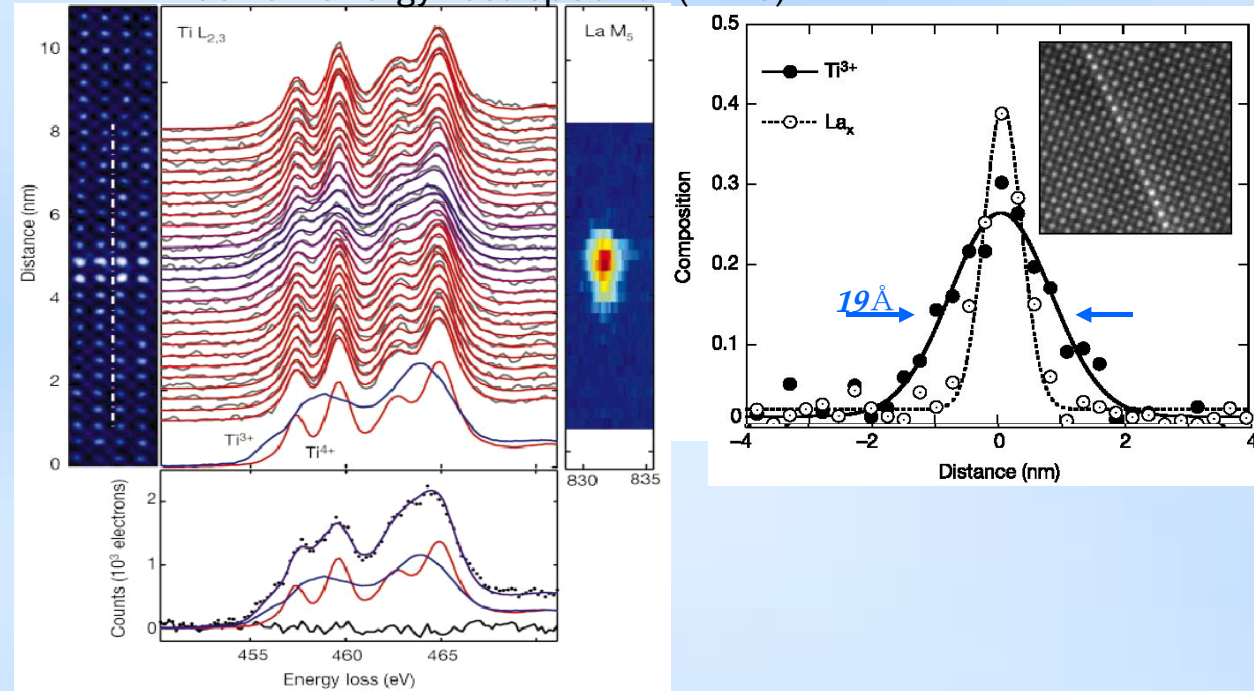 Ti L2,3
La M5
10
8
6
4
2
0
Distance (nm)
Ti3+
Ti4+
830 835
2
1
0
Counts (10³ electrons)
455 460 465
Energy loss (eV)
0.5
0.4
0.3
0.2
0.1
0
Composition
Ti3+
Lax
19 Å
–4 –2 0 2 4
Distance (nm)